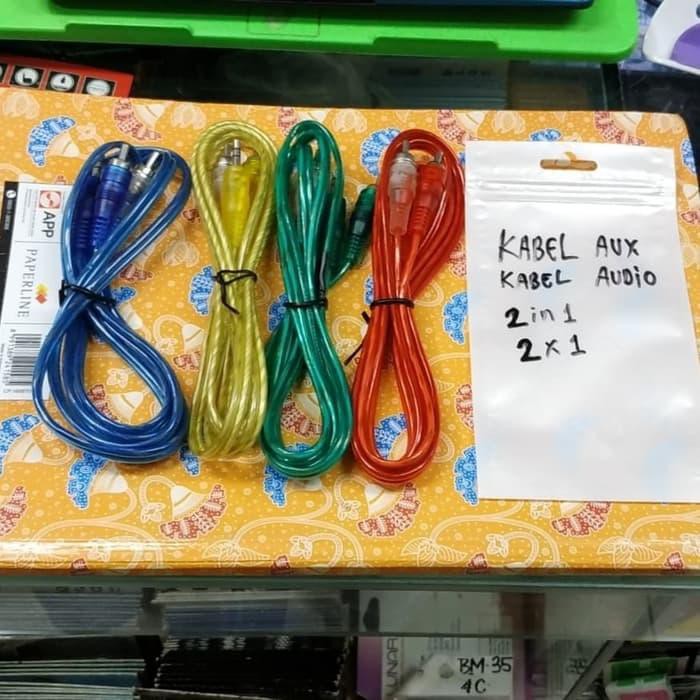 KABEL AUX
KABEL AUDIO
2 in 1
2 x 1
APP
PAPERLINE
BM-35
4C